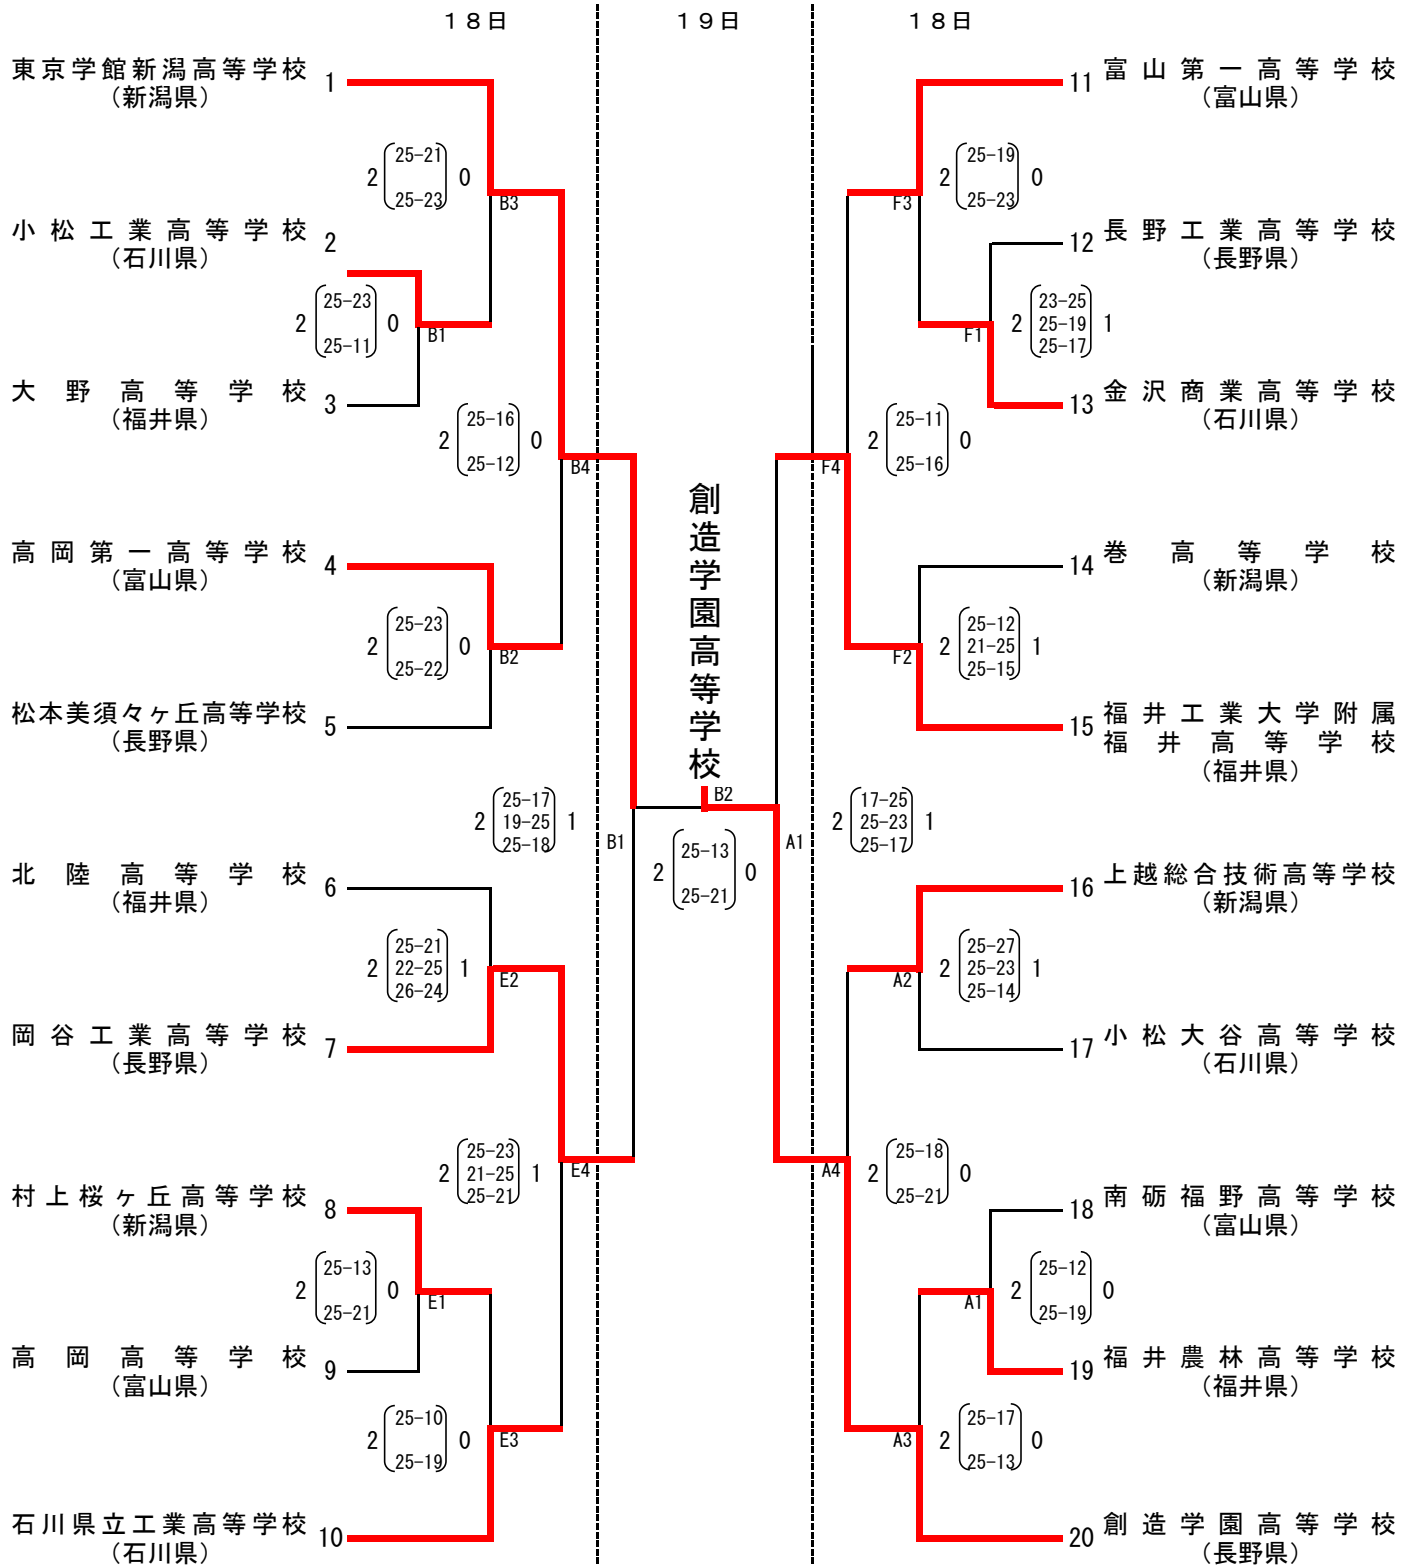 18日
19日
18日
東京学館新潟高等学校 1
（新潟県）
2 25-21 0
25-23
B3
小松工業高等学校 2
（石川県）
2 25-23 0
25-11
B1
大野高等学校 3
（福井県）
2 25-16 0
25-12
B4
高岡第一高等学校 4
（富山県）
2 25-23 0
25-22
B2
松本美須々ヶ丘高等学校 5
（長野県）
2 25-17 1
19-25
25-18
B1
北陸高等学校 6
（福井県）
2 25-21 1
22-25
26-24
E2
岡谷工業高等学校 7
（長野県）
2 25-23 1
21-25
25-21
E4
村上桜ヶ丘高等学校 8
（新潟県）
2 25-13 0
25-21
E1
高岡高等学校 9
（富山県）
2 25-10 0
25-19
E3
石川県立工業高等学校 10
（石川県）
創造学園高等学校
B2
2 25-13 0
25-21
11 富山第一高等学校
（富山県）
F3
2 25-19 0
25-23
12 長野工業高等学校
（長野県）
F1
2 23-25 1
25-19
25-17
13 金沢商業高等学校
（石川県）
F4
2 25-11 0
25-16
14 巻高等学校
（新潟県）
F2
2 25-12 1
21-25
25-15
15 福井工業大学附属
福井高等学校
（福井県）
A1
2 17-25 1
25-23
25-17
16 上越総合技術高等学校
（新潟県）
A2
2 25-27 1
25-23
25-14
17 小松大谷高等学校
（石川県）
A4
2 25-18 0
25-21
18 南砺福野高等学校
（富山県）
A1
2 25-12 0
25-19
19 福井農林高等学校
（福井県）
A3
2 25-17 0
25-13
20 創造学園高等学校
（長野県）